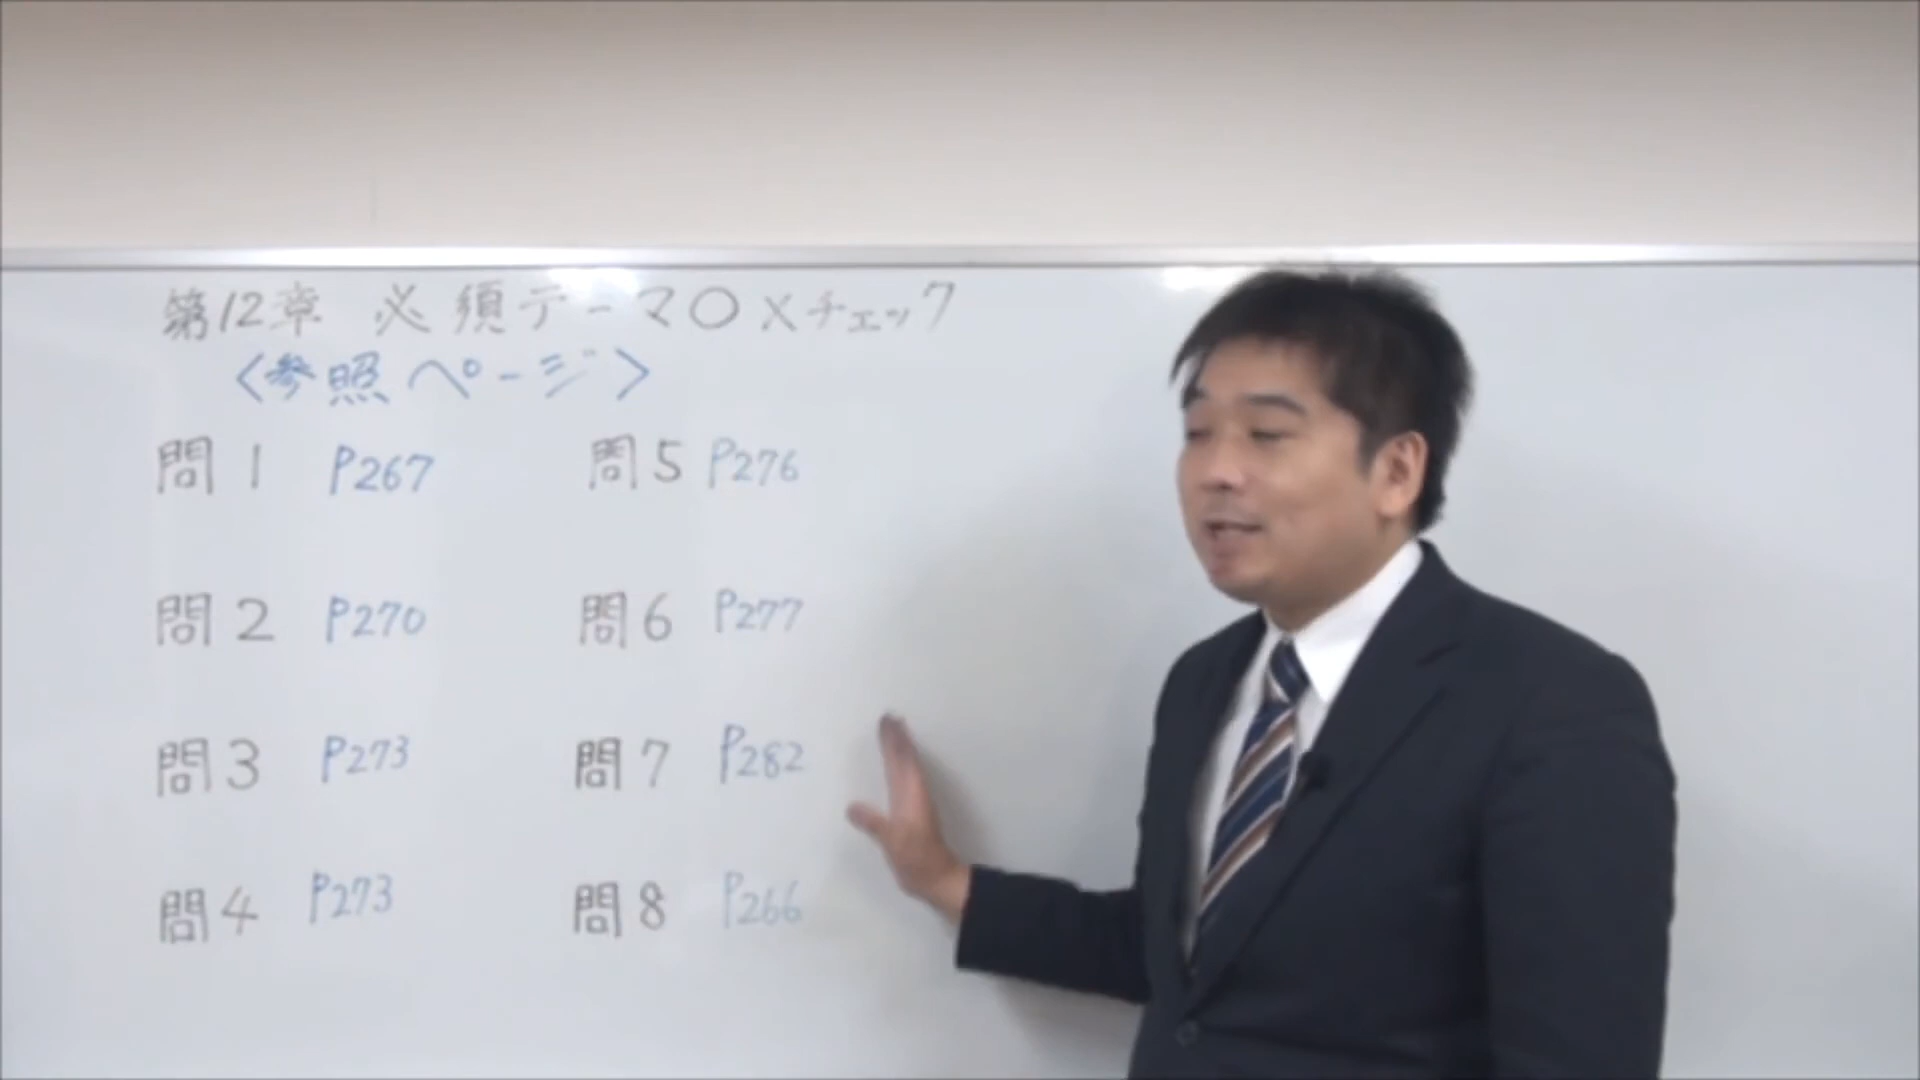 第12章 必須テーマ〇×チェック
〈参照ページ〉
問1 P267
問2 P270
問3 P273
問4 P273
問5 P276
問6 P277
問7 P282
問8 P266